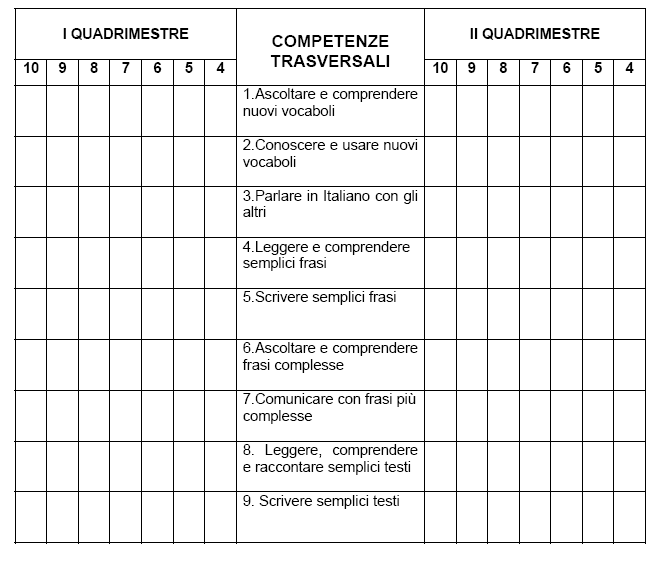 I QUADRIMESTRE
COMPETENZE
TRASVERSALI
II QUADRIMESTRE
10 9 8 7 6 5 4
10 9 8 7 6 5 4
1.Ascoltare e comprendere
nuovi vocaboli
2.Conoscere e usare nuovi
vocaboli
3.Parlare in Italiano con gli
altri
4.Leggere e comprendere
semplici frasi
5.Scrivere semplici frasi
6.Ascoltare e comprendere
frasi complesse
7.Comunicare con frasi più
complesse
8. Leggere, comprendere
e raccontare semplici testi
9. Scrivere semplici testi